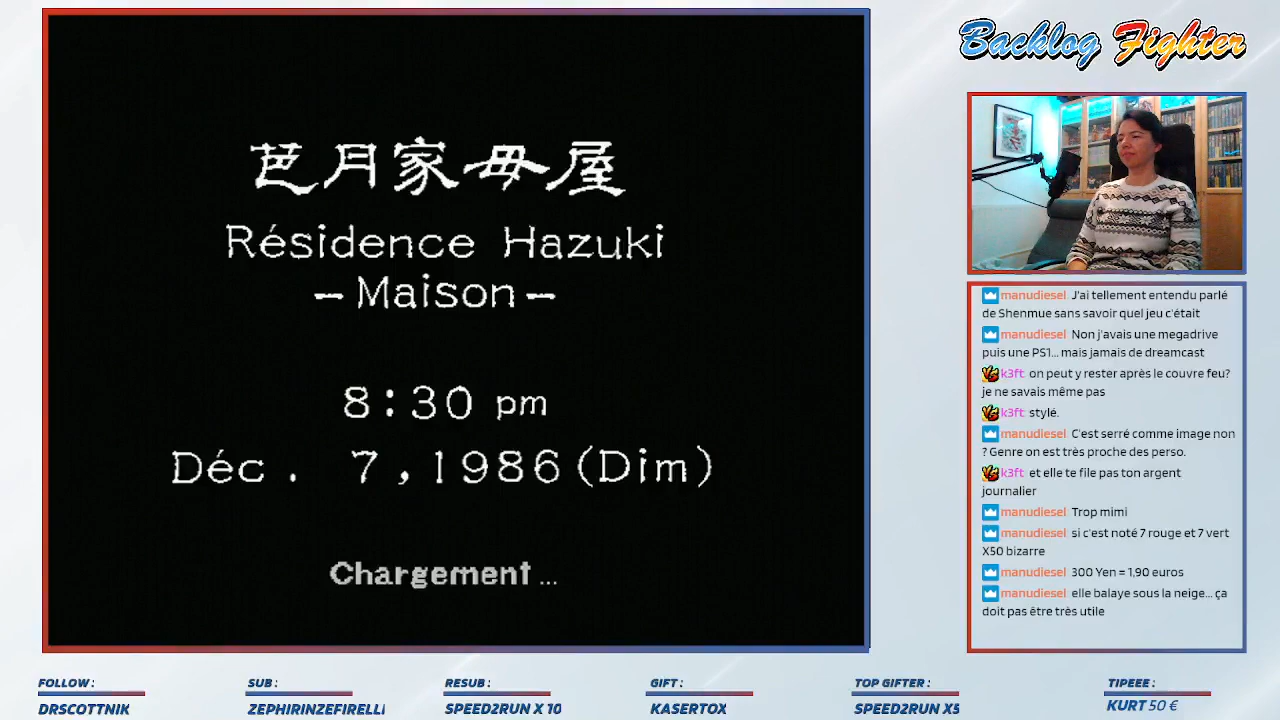 Backlog Fighter
芭月家母屋
Résidence Hazuki
-Maison-
8:30 pm
Déc. 7,1986(Dim)
Chargement ...
manudiesel J'ai tellement entendu parlé
de Shenmue sans savoir quel jeu c'était
manudiesel Non j'avais une megadrive
puis une PS1... mais jamais de dreamcast
k3ft: on peut y rester après le couvre feu?
je ne savais même pas
k3ft: stylé.
manudiesel C'est serré comme image non
? Genre on est très proche des perso.
k3ft: et elle te file pas ton argent
journalier
manudiesel Trop mimi
manudiesel si c'est noté 7 rouge et 7 vert
X50 bizarre
manudiesel 300 Yen = 1,90 euros
manudiesel elle balaye sous la neige... ça
doit pas être très utile
FOLLOW : SUB : RESUB : GIFT : TOP GIFTER : TIPEEE :
DRSCOTTNIK ZEPHIRINZEFIRELLI SPEED2RUN X 10 KASERTOX SPEED2RUN X5 KURT 50 €